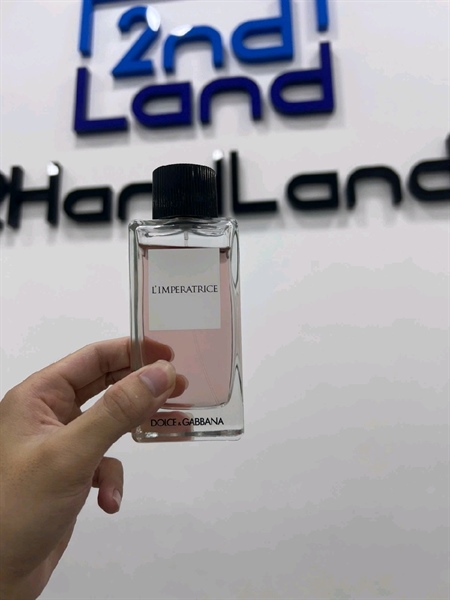 2nd
Land
2HandLand
L'IMPERATRICE
DOLCE & GABBANA